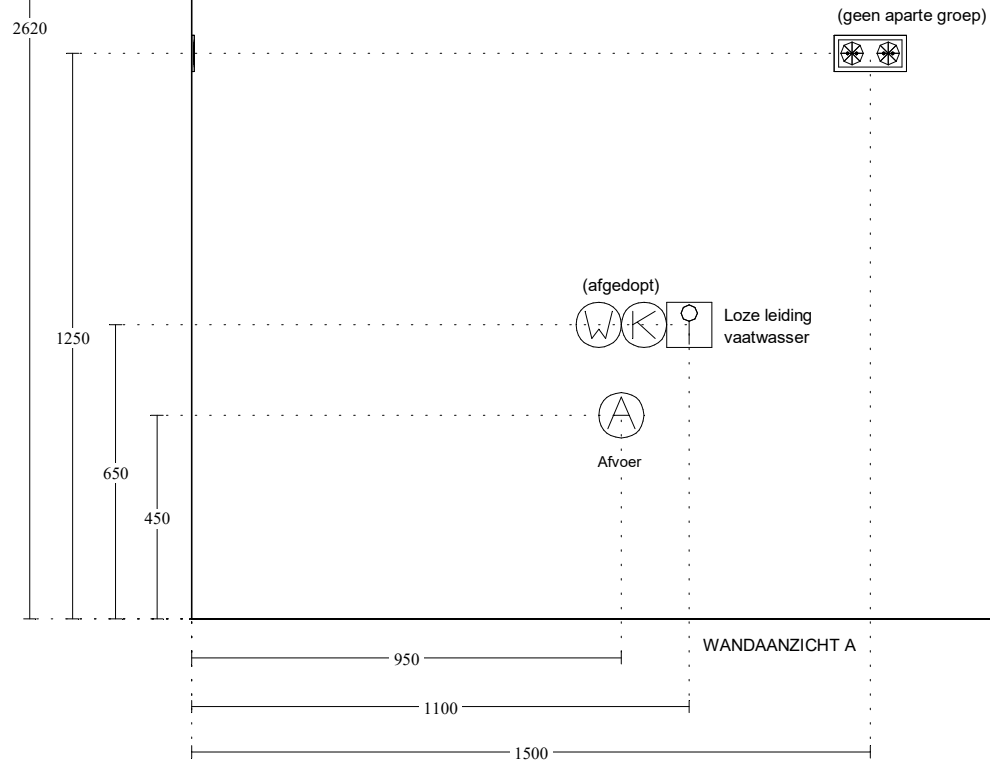 (geen aparte groep)
2620
1250
(afgedopt)
W K
Loze leiding
vaatwasser
A
Afvoer
650
450
WANDAANZICHT A
950
1100
1500